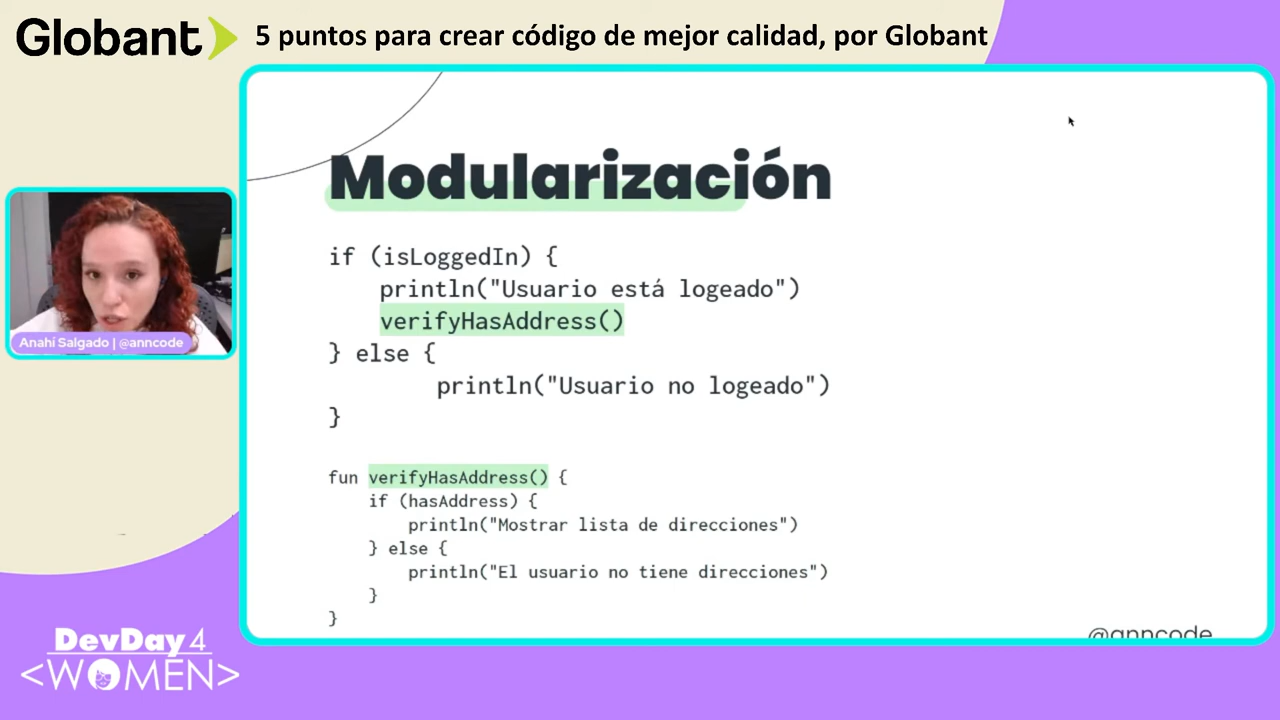 Globant
5 puntos para crear código de mejor calidad, por Globant
Modularización
if (isLoggedIn) {
println("Usuario está logeado")
verifyHasAddress()
} else {
println("Usuario no logeado")
}
fun verifyHasAddress() {
if (hasAddress) {
println("Mostrar lista de direcciones")
} else {
println("El usuario no tiene direcciones")
}
}
@anncode
Anahí Salgado | @anncode
DevDay 4
<WOMEN>